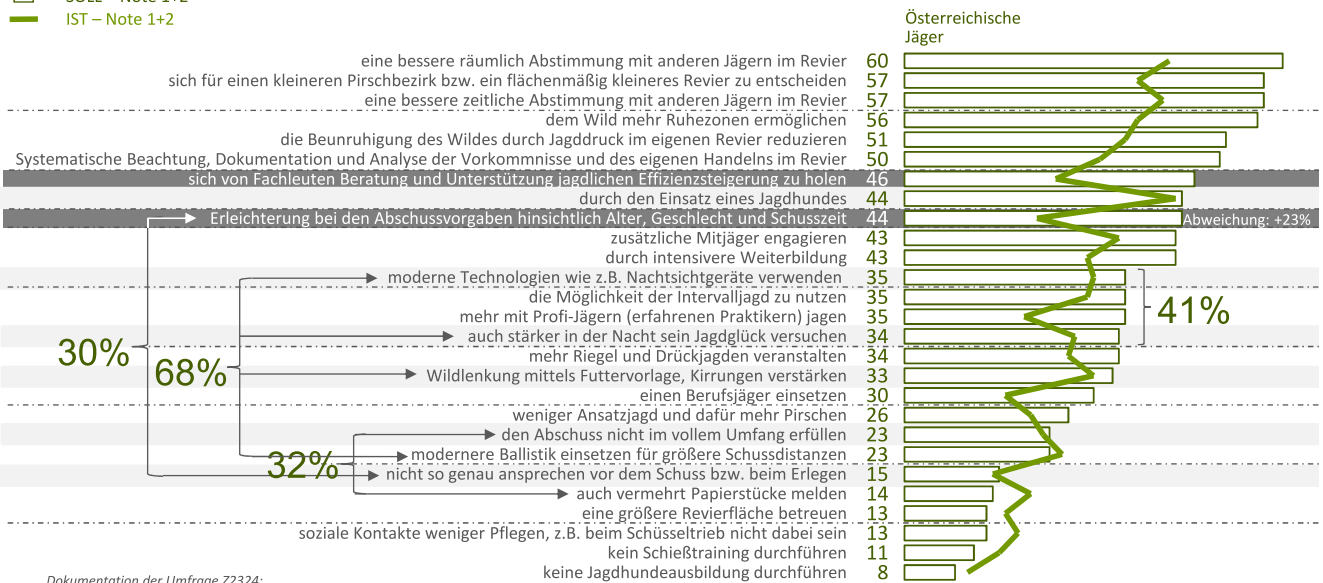 SOLL – Note 1+2
IST – Note 1+2
Österreichische
Jäger
eine bessere räumlich Abstimmung mit anderen Jägern im Revier 60
sich für einen kleineren Pirschbezirk bzw. ein flächenmäßig kleineres Revier zu entscheiden 57
eine bessere zeitliche Abstimmung mit anderen Jägern im Revier 57
dem Wild mehr Ruhezonen ermöglichen 56
die Beunruhigung des Wildes durch Jagddruck im eigenen Revier reduzieren 51
Systematische Beachtung, Dokumentation und Analyse der Vorkommnisse und des eigenen Handelns im Revier 50
sich von Fachleuten Beratung und Unterstützung jagdlichen Effizienzsteigerung zu holen 46
durch den Einsatz eines Jagdhundes 44
Erleichterung bei den Abschussvorgaben hinsichtlich Alter, Geschlecht und Schusszeit 44 Abweichung: +23%
zusätzliche Mitjäger engagieren 43
durch intensivere Weiterbildung 43
moderne Technologien wie z.B. Nachtsichtgeräte verwenden 35
die Möglichkeit der Intervalljagd zu nutzen 35
mehr mit Profi-Jägern (erfahrenen Praktikern) jagen 35
41%
auch stärker in der Nacht sein Jagdglück versuchen 34
mehr Riegel und Drückjagden veranstalten 34
30%
68%
Wildlenkung mittels Futtervorlage, Kirrungen verstärken 33
einen Berufsjäger einsetzen 30
weniger Ansatzjagd und dafür mehr Pirschen 26
den Abschuss nicht im vollem Umfang erfüllen 23
modernere Ballistik einsetzen für größere Schussdistanzen 23
32%
nicht so genau ansprechen vor dem Schuss bzw. beim Erlegen 15
auch vermehrt Papierstücke melden 14
eine größere Revierfläche betreuen 13
soziale Kontakte weniger Pflegen, z.B. beim Schüsseltrieb nicht dabei sein 13
kein Schießtraining durchführen 11
keine Jagdhundeausbildung durchführen 8
Dokumentation der Umfrage Z2324: